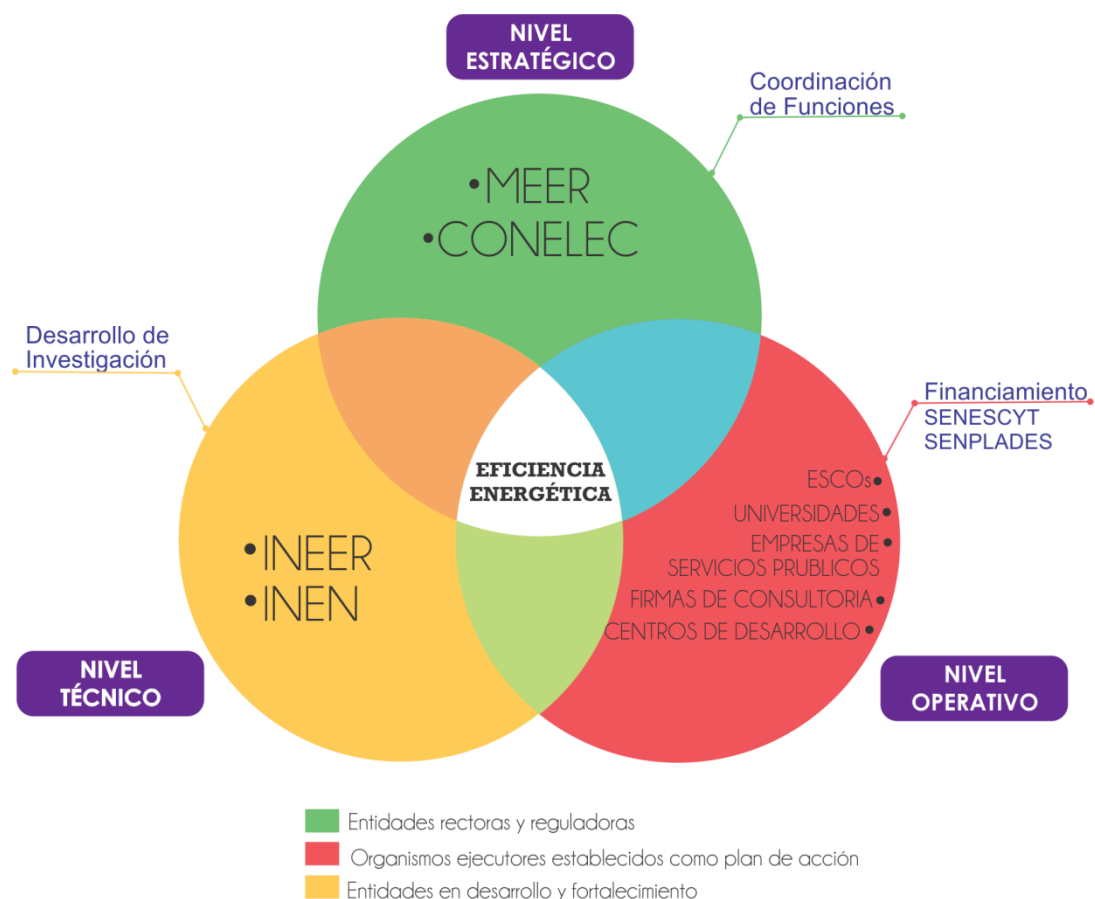 NIVEL
ESTRATÉGICO
Coordinación
de Funciones
•MEER
•CONELEC
Desarrollo de
Investigación
Financiamiento
SENESCYT
SENPLADES
EFICIENCIA
ENERGÉTICA
ESCOs•
UNIVERSIDADES•
EMPRESAS DE•
SERVICIOS PRUBLICOS
FIRMAS DE CONSULTORIA•
CENTROS DE DESARROLLO•
•INEER
•INEN
NIVEL
TÉCNICO
NIVEL
OPERATIVO
Entidades rectoras y reguladoras
Organismos ejecutores establecidos como plan de acción
Entidades en desarrollo y fortalecimiento